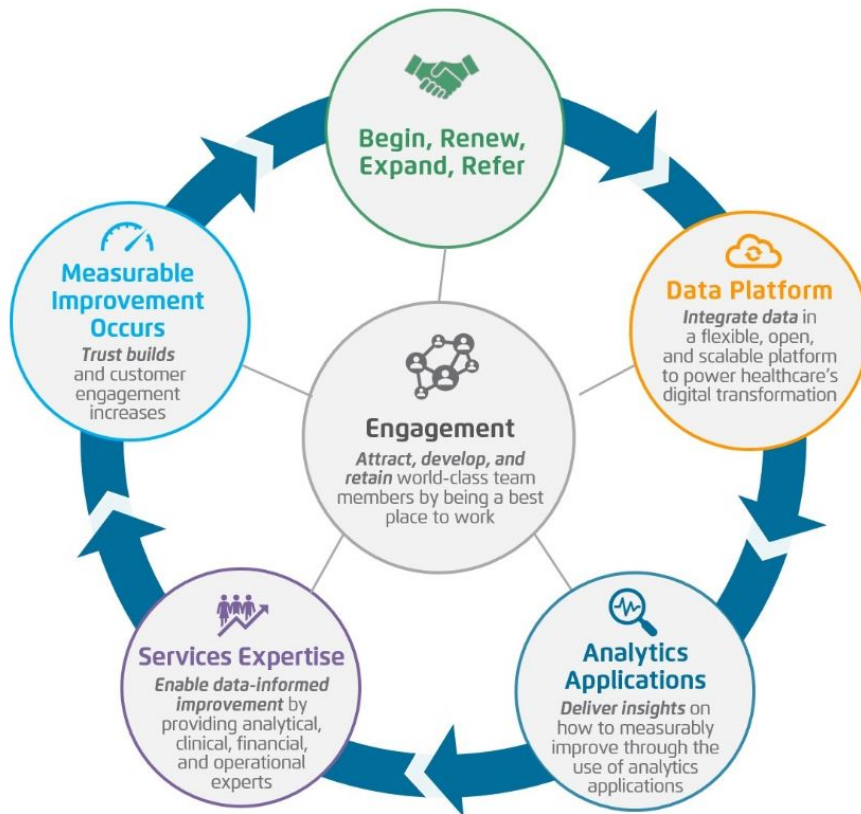 Begin, Renew,
Expand, Refer
Data Platform
Integrate data in
a flexible, open,
and scalable platform
to power healthcare's
digital transformation
Analytics
Applications
Deliver insights on
how to measurably
improve through the
use of analytics
applications
Services Expertise
Enable data-informed
improvement by
providing analytical,
clinical, financial,
and operational
experts
Measurable
Improvement
Occurs
Trust builds
and customer
engagement
increases
Engagement
Attract, develop, and
retain world-class team
members by being a best
place to work